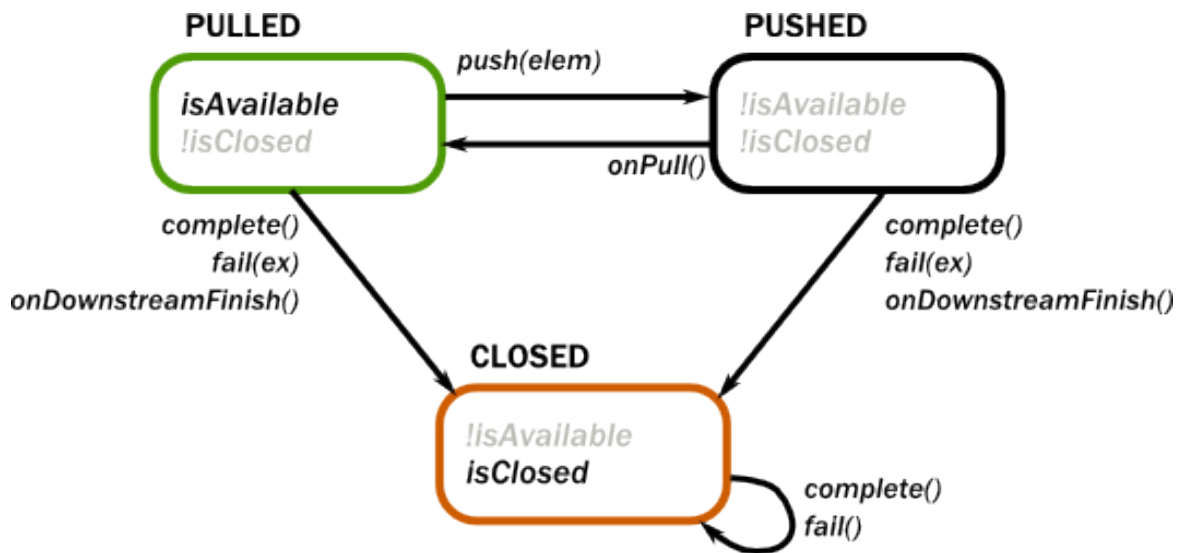 PULLED
PUSHED
push(elem)
isAvailable
!isClosed
!isAvailable
!isClosed
onPull()
complete()
fail(ex)
onDownstreamFinish()
complete()
fail(ex)
onDownstreamFinish()
CLOSED
!isAvailable
isClosed
complete()
fail()